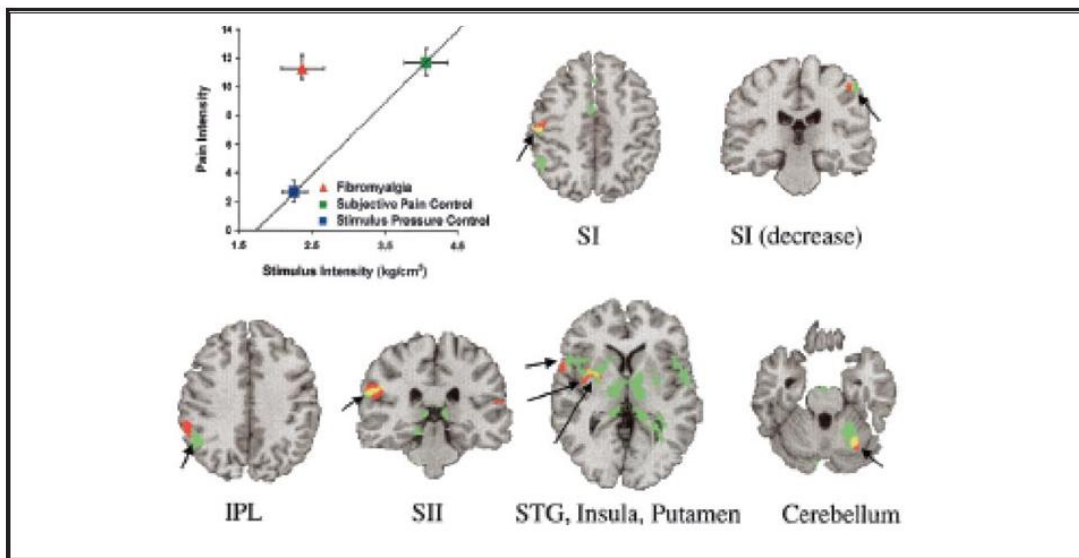 14
12
10
8
6
4
2
0
Pain Intensity
Fibromyalgia
Subjective Pain Control
Stimulus Pressure Control
1.5 2.5 3.5 4.5
Stimulus Intensity (kg/cm²)
SI
SI (decrease)
IPL
SII
STG, Insula, Putamen
Cerebellum